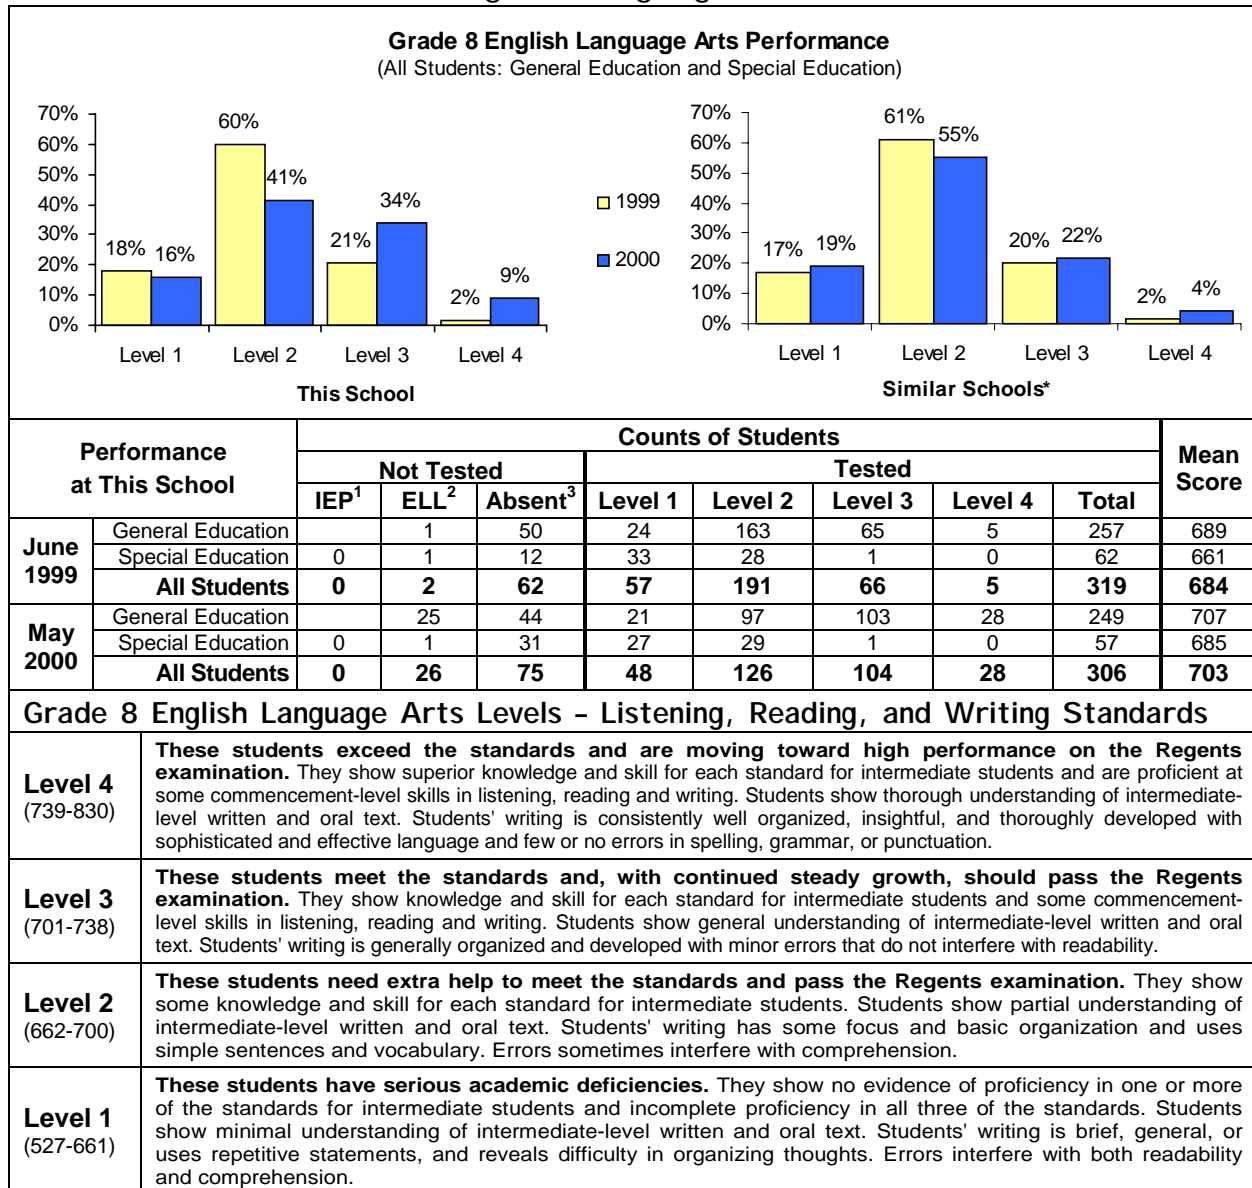 Grade 8 English Language Arts Performance
(All Students: General Education and Special Education)
70%
60%
50%
40%
30%
20%
10%
0%
18% 16%
60%
41%
21%
34%
2%
9%
Level 1 Level 2 Level 3 Level 4
This School
1999
2000
70%
60%
50%
40%
30%
20%
10%
0%
17% 19%
61%
55%
20% 22%
2% 4%
Level 1 Level 2 Level 3 Level 4
Similar Schools*
Performance at This School
Counts of Students
Mean Score
Not Tested Tested
IEP1 ELL2 Absent3 Level 1 Level 2 Level 3 Level 4 Total
June 1999
General Education 1 50 24 163 65 5 257 689
Special Education 0 1 12 33 28 1 0 62 661
All Students 0 2 62 57 191 66 5 319 684
May 2000
General Education 25 44 21 97 103 28 249 707
Special Education 0 1 31 27 29 1 0 57 685
All Students 0 26 75 48 126 104 28 306 703
Grade 8 English Language Arts Levels – Listening, Reading, and Writing Standards
Level 4
(739-830)
These students exceed the standards and are moving toward high performance on the Regents
examination. They show superior knowledge and skill for each standard for intermediate students and are proficient at
some commencement-level skills in listening, reading and writing. Students show thorough understanding of intermediate-
level written and oral text. Students' writing is consistently well organized, insightful, and thoroughly developed with
sophisticated and effective language and few or no errors in spelling, grammar, or punctuation.
Level 3
(701-738)
These students meet the standards and, with continued steady growth, should pass the Regents
examination. They show knowledge and skill for each standard for intermediate students and some commencement-
level skills in listening, reading and writing. Students show general understanding of intermediate-level written and oral
text. Students' writing is generally organized and developed with minor errors that do not interfere with readability.
Level 2
(662-700)
These students need extra help to meet the standards and pass the Regents examination. They show
some knowledge and skill for each standard for intermediate students. Students show partial understanding of
intermediate-level written and oral text. Students' writing has some focus and basic organization and uses
simple sentences and vocabulary. Errors sometimes interfere with comprehension.
Level 1
(527-661)
These students have serious academic deficiencies. They show no evidence of proficiency in one or more
of the standards for intermediate students and incomplete proficiency in all three of the standards. Students
show minimal understanding of intermediate-level written and oral text. Students' writing is brief, general, or
uses repetitive statements, and reveals difficulty in organizing thoughts. Errors interfere with both readability
and comprehension.